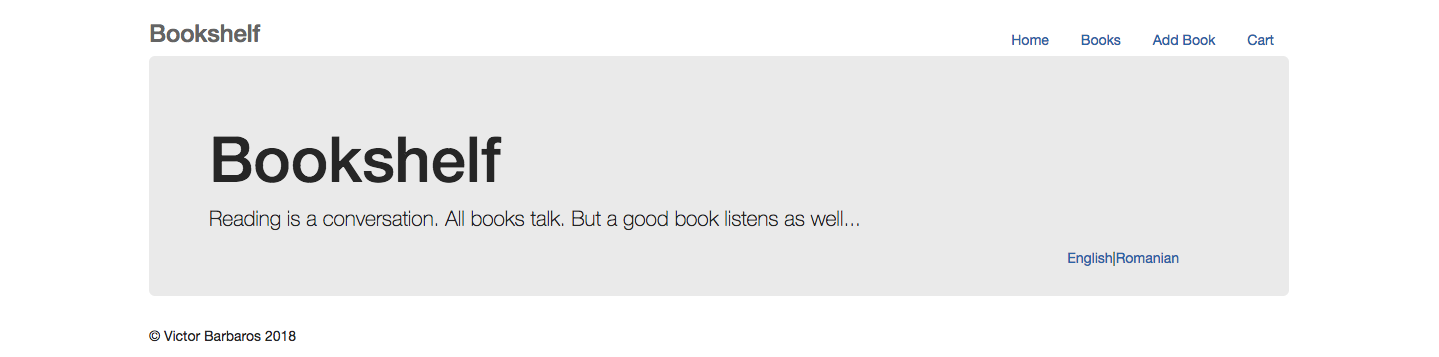 Bookshelf
Home Books Add Book Cart
Bookshelf
Reading is a conversation. All books talk. But a good book listens as well...
English|Romanian
© Victor Barbaros 2018